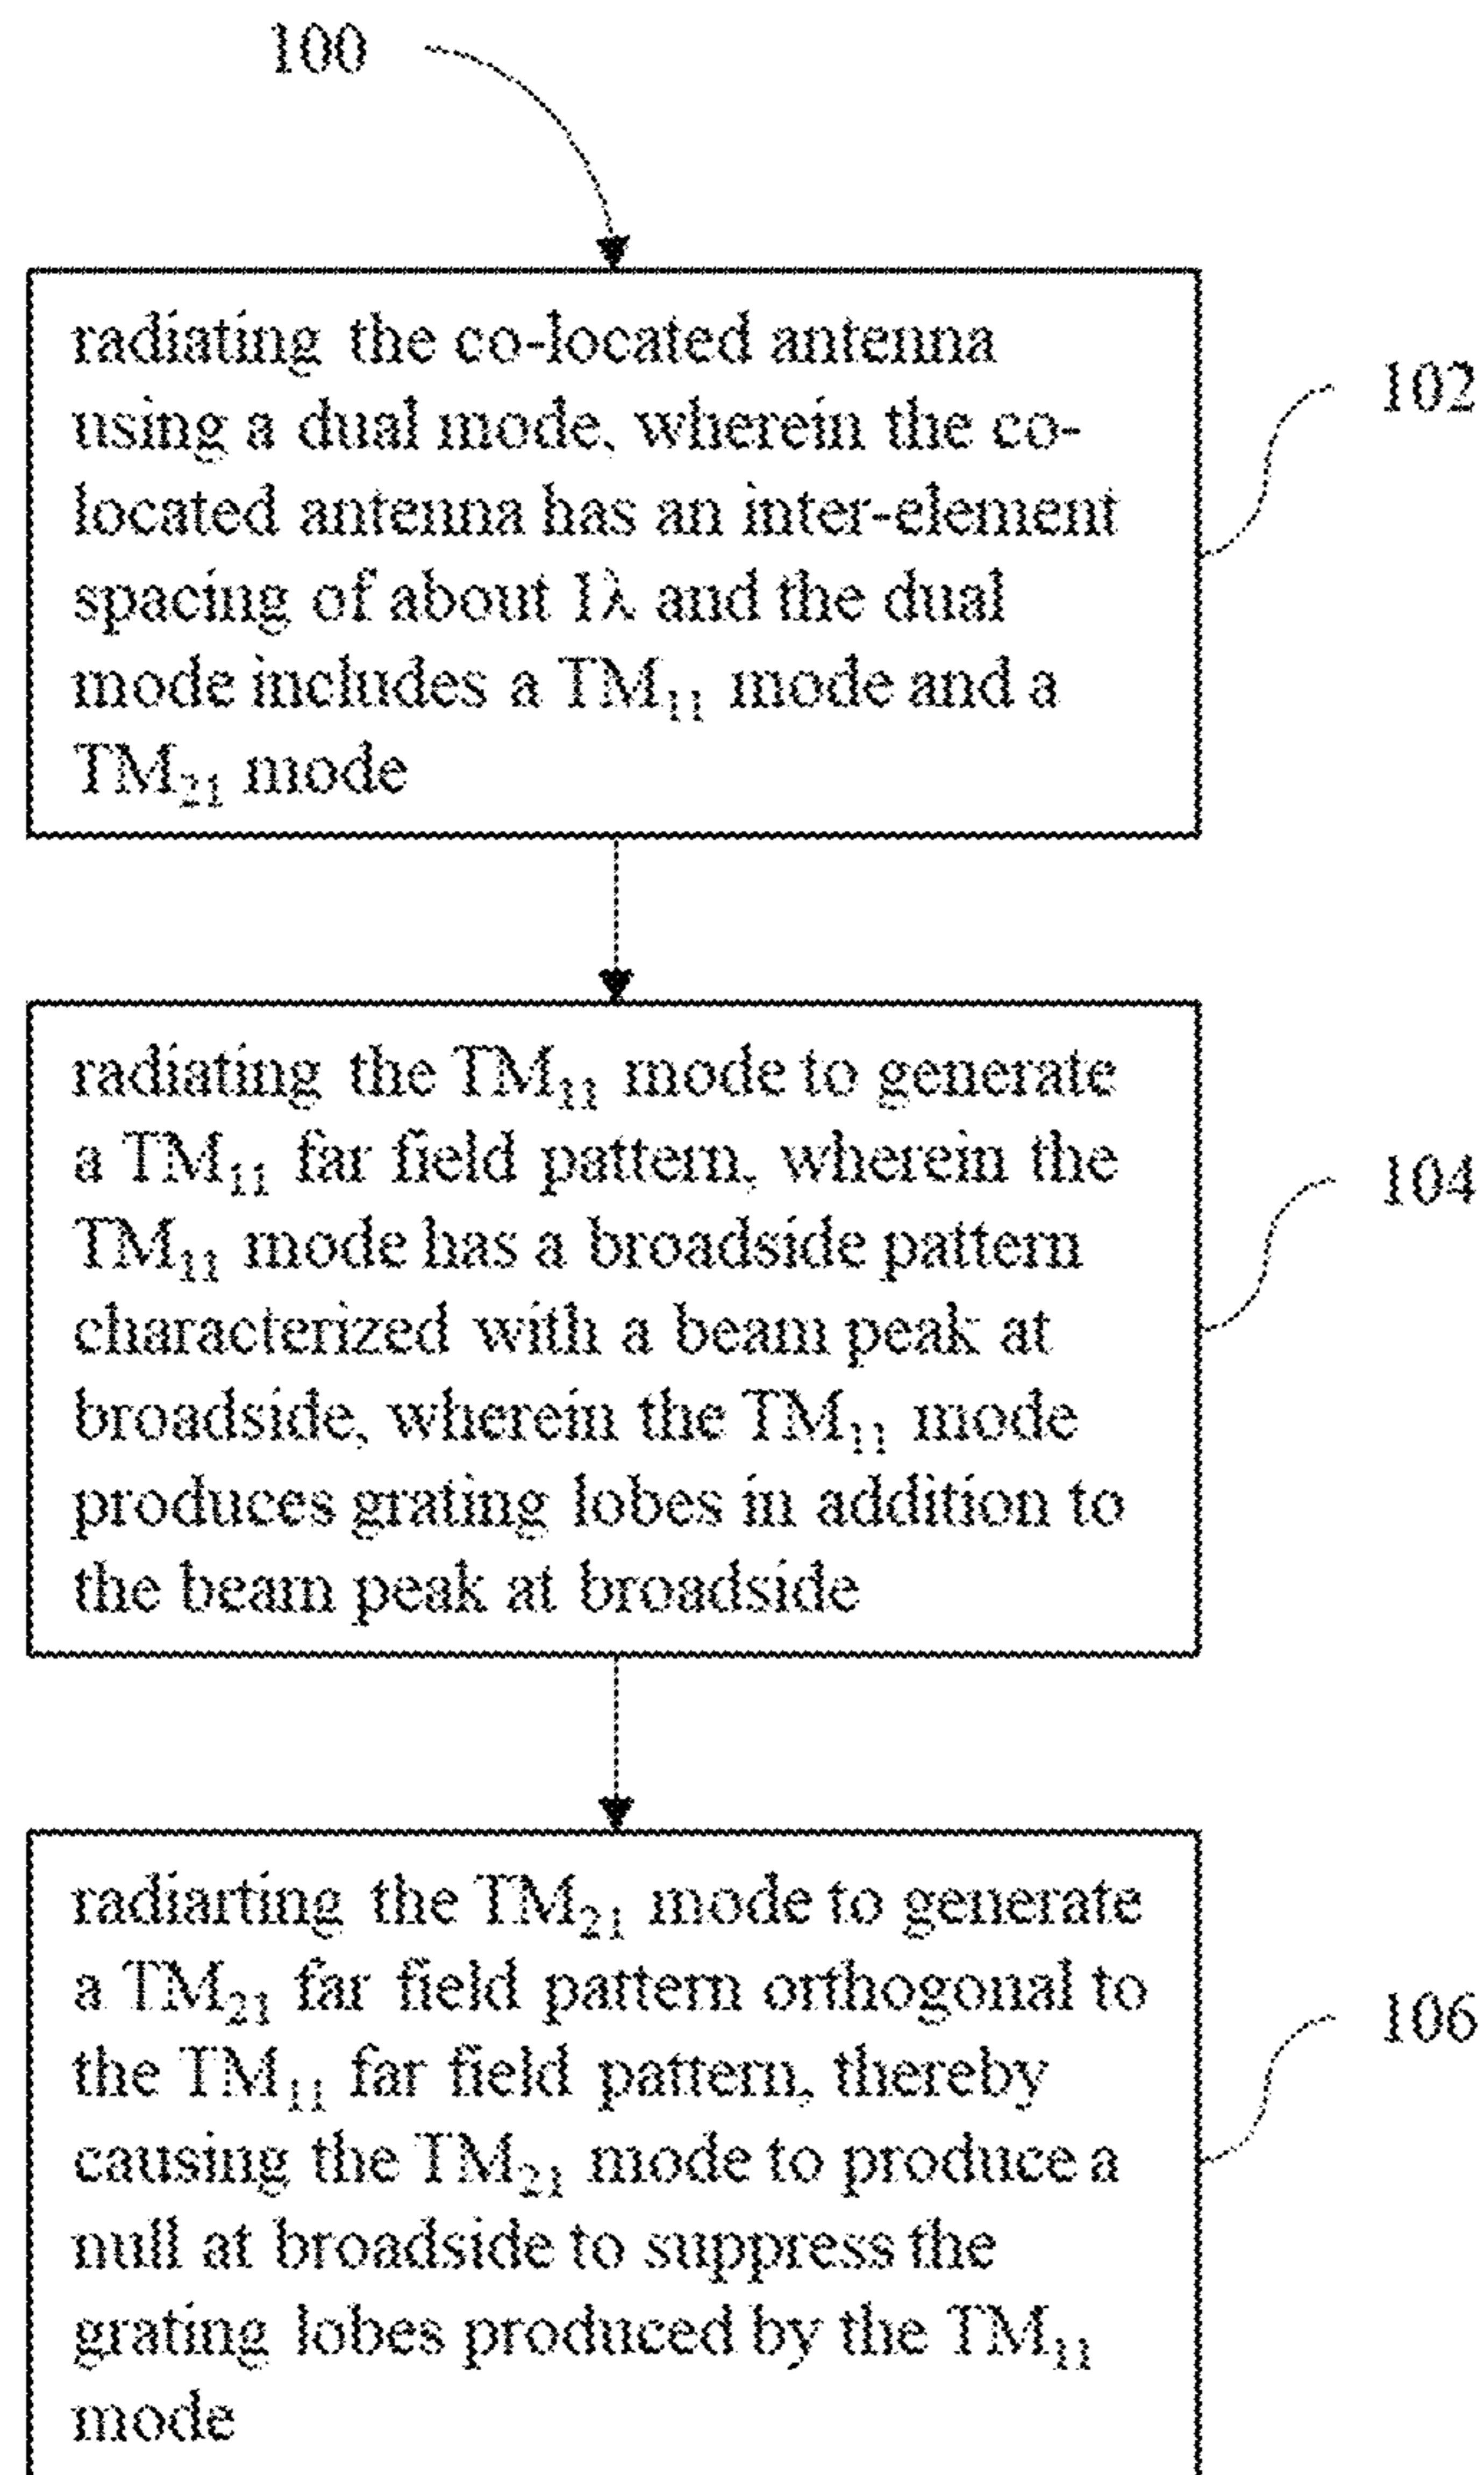 100
radiating the co-located antenna
using a dual mode, wherein the co-
located antenna has an inter-element
spacing of about 1λ and the dual
mode includes a TM₁₁ mode and a
TM₂₁ mode
102
radiating the TM₁₁ mode to generate
a TM₁₁ far field pattern, wherein the
TM₁₁ mode has a broadside pattern
characterized with a beam peak at
broadside, wherein the TM₁₁ mode
produces grating lobes in addition to
the beam peak at broadside
104
radiarting the TM₂₁ mode to generate
a TM₂₁ far field pattern orthogonal to
the TM₁₁ far field pattern, thereby
causing the TM₂₁ mode to produce a
null at broadside to suppress the
grating lobes produced by the TM₁₁
mode
106